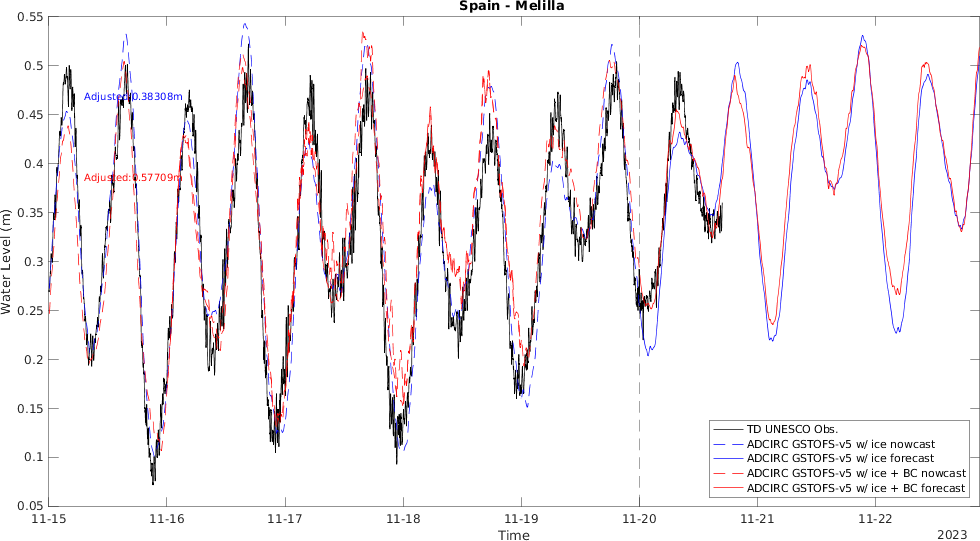 Spain - Melilla
0.55
0.5
0.45
0.4
0.35
0.3
0.25
0.2
0.15
0.1
0.05
Water Level (m)
Adjusted:0.38308m
Adjusted:0.57709m
TD UNESCO Obs.
ADCIRC GSTOFS-v5 w/ ice nowcast
ADCIRC GSTOFS-v5 w/ ice forecast
ADCIRC GSTOFS-v5 w/ ice + BC nowcast
ADCIRC GSTOFS-v5 w/ ice + BC forecast
11-15 11-16 11-17 11-18 11-19 11-20 11-21 11-22
Time
2023